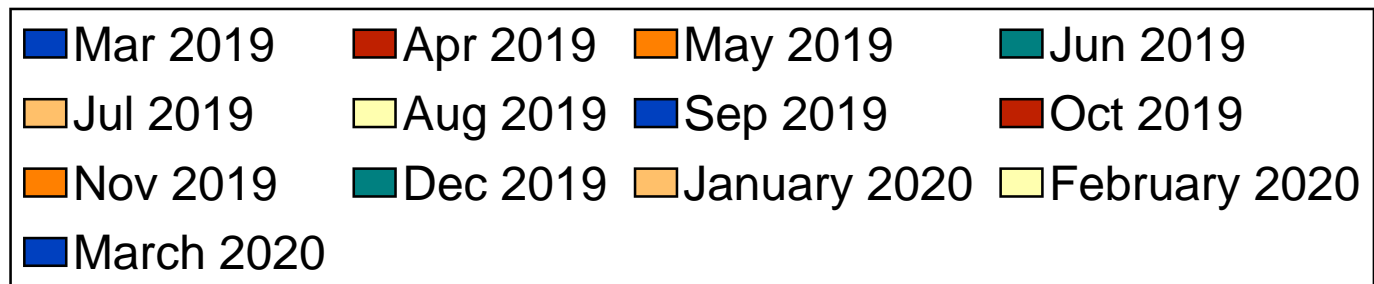 Mar 2019 Apr 2019 May 2019 Jun 2019
Jul 2019 Aug 2019 Sep 2019 Oct 2019
Nov 2019 Dec 2019 January 2020 February 2020
March 2020